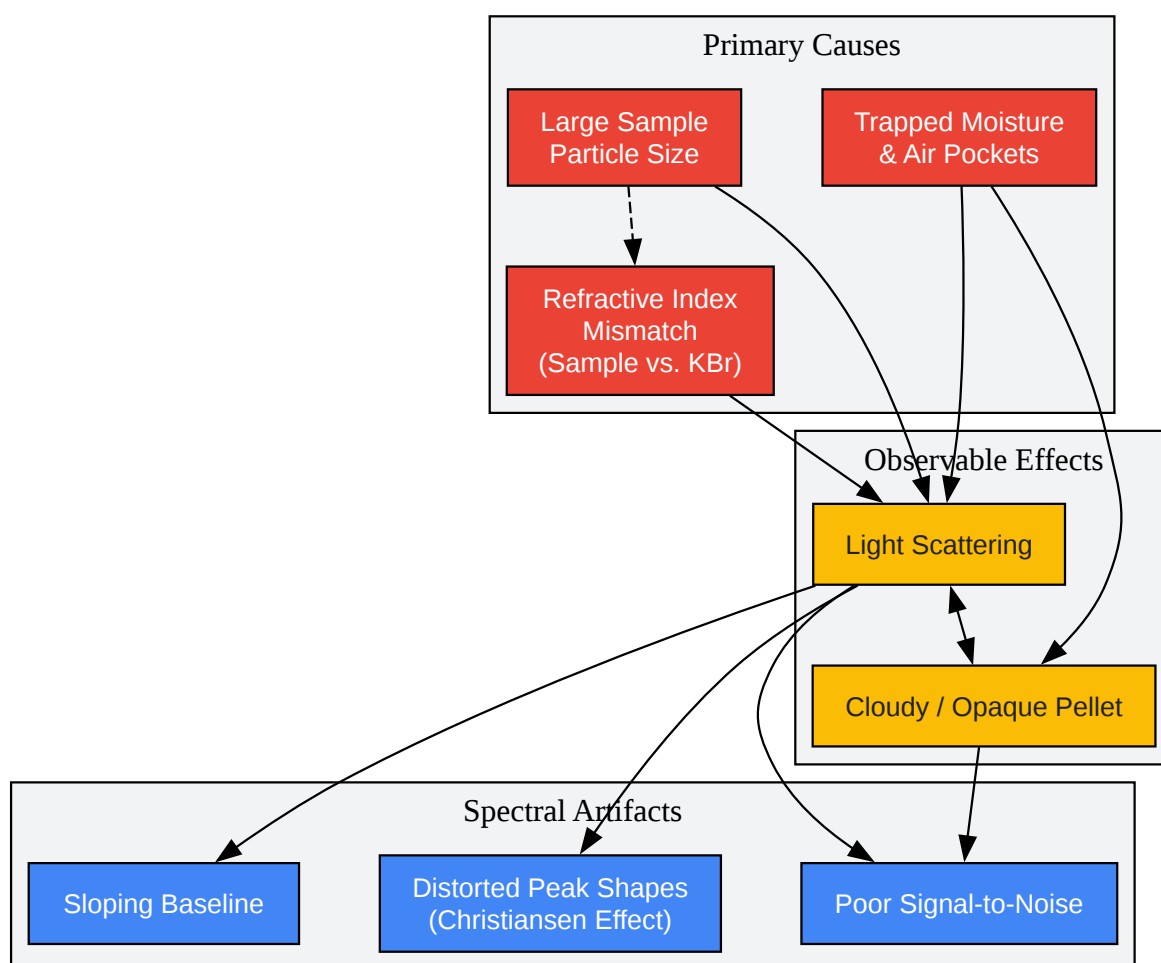 Primary Causes
Large Sample
Particle Size
Trapped Moisture
& Air Pockets
Refractive Index
Mismatch
(Sample vs. KBr)
Observable Effects
Light Scattering
Cloudy / Opaque Pellet
Spectral Artifacts
Sloping Baseline
Distorted Peak Shapes
(Christiansen Effect)
Poor Signal-to-Noise